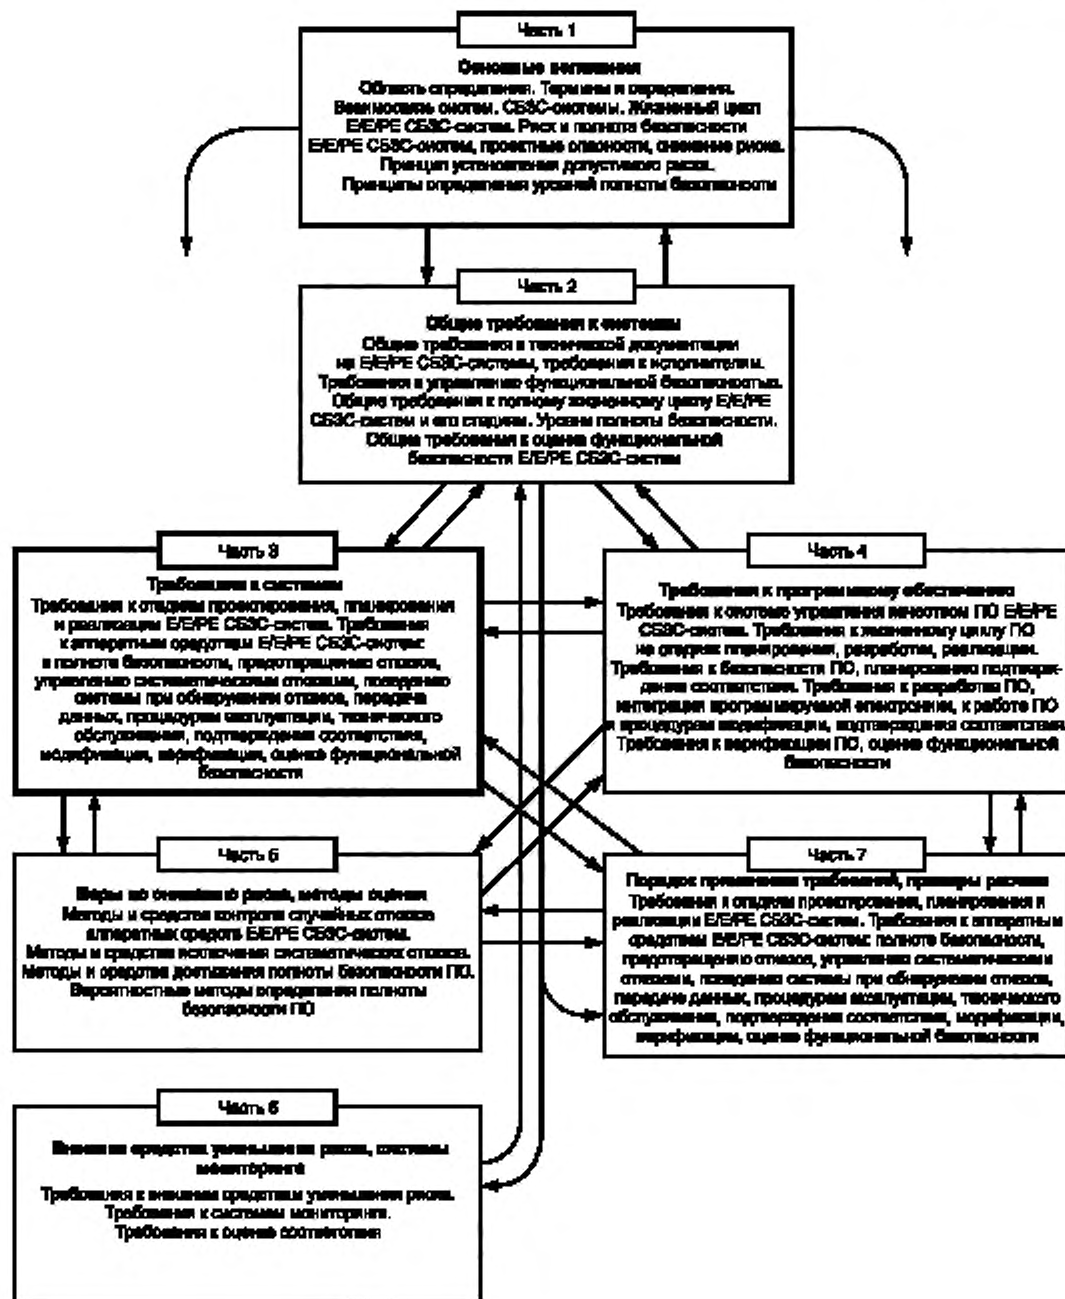 Часть 1
Основные положения
Область определения. Термины и определения.
Взаимосвязь систем. СБЗС-системы. Жизненный цикл
E/E/PE СБЗС-систем. Риск и полнота безопасности
E/E/PE СБЗС-систем, проектные опасности, снижение риска.
Принцип установления допустимого риска.
Принципы определения уровней полноты безопасности
Часть 2
Общие требования к системам
Общие требования к технической документации
на E/E/PE СБЗС-системы, требования к исполнителям.
Требования к управлению функциональной безопасностью.
Общие требования к полному жизненному циклу E/E/PE
СБЗС-систем и его стадиям. Уровни полноты безопасности.
Общие требования к оценке функциональной
безопасности E/E/PE СБЗС-систем
Часть 3
Требования к системам
Требования к стадиям проектирования, планирования
и реализации E/E/PE СБЗС-систем. Требования
к аппаратным средствам E/E/PE СБЗС-систем:
к полноте безопасности, предотвращению отказов,
управлению систематическим отказам, поведению
системы при обнаружении отказов, передаче
данных, процедурам эксплуатации, технического
обслуживания, подтверждения соответствия,
модификации, верификации, оценке функциональной
безопасности
Часть 4
Требования к программному обеспечению
Требования к системе управления качеством ПО E/E/PE
СБЗС-систем. Требования к жизненному циклу ПО
на стадиях планирования, разработки, реализации.
Требования к безопасности ПО, планированию подтверж-
дения соответствия. Требования к разработке ПО,
интеграции программируемой электроники, к работе ПО
и процедурам модификации, подтверждения соответствия.
Требования к верификации ПО, оценке функциональной
безопасности
Часть 5
Меры по снижению риска, методы оценки
Методы и средства контроля случайных отказов
аппаратных средств E/E/PE СБЗС-систем.
Методы и средства исключения систематических отказов.
Методы и средства достижения полноты безопасности ПО.
Вероятностные методы определения полноты
безопасности ПО
Часть 7
Порядок применения требований, примеры расчета
Требования к стадиям проектирования, планирования и
реализации E/E/PE СБЗС-систем. Требования к аппаратным
средствам E/E/PE СБЗС-систем: полноте безопасности,
предотвращению отказов, управлению систематическими
отказами, поведению системы при обнаружении отказов,
передаче данных, процедурам эксплуатации, технического
обслуживания, подтверждения соответствия, модификации,
верификации, оценке функциональной безопасности
Часть 6
Внешние средства уменьшения риска, системы
мониторинга
Требования к внешним средствам уменьшения риска.
Требования к системам мониторинга.
Требования к оценке соответствия